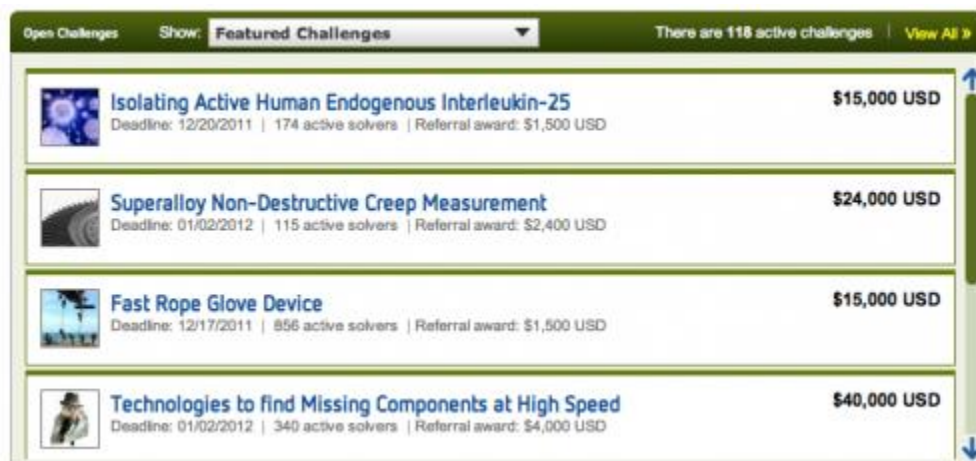 Open Challenges Show: Featured Challenges There are 118 active challenges | View All »
Isolating Active Human Endogenous Interleukin-25 $15,000 USD
Deadline: 12/20/2011 | 174 active solvers | Referral award: $1,500 USD
Superalloy Non-Destructive Creep Measurement $24,000 USD
Deadline: 01/02/2012 | 115 active solvers | Referral award: $2,400 USD
Fast Rope Glove Device $15,000 USD
Deadline: 12/17/2011 | 856 active solvers | Referral award: $1,500 USD
Technologies to find Missing Components at High Speed $40,000 USD
Deadline: 01/02/2012 | 340 active solvers | Referral award: $4,000 USD